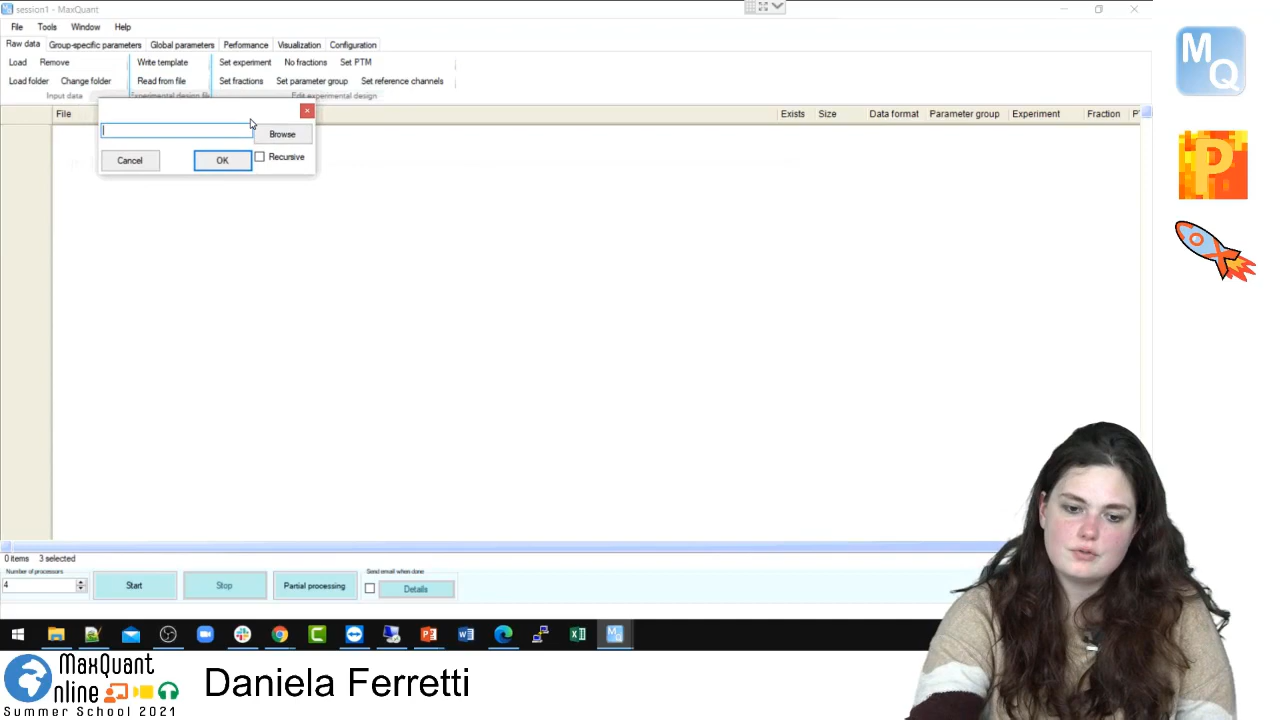 session1 - MaxQuant
File Tools Window Help
Raw data Group-specific parameters Global parameters Performance Visualization Configuration
Load Remove Write template Set experiment No fractions Set PTM
Load folder Change folder Read from file Set fractions Set parameter group Set reference channels
Input data Experimental design file Edit experimental design
File Exists Size Data format Parameter group Experiment Fraction
Browse
Cancel OK Recursive
0 items 3 selected
Number of processors Send email when done
4 Start Stop Partial processing Details
MQ
P
MaxQuant
Online
Summer School 2021
Daniela Ferretti